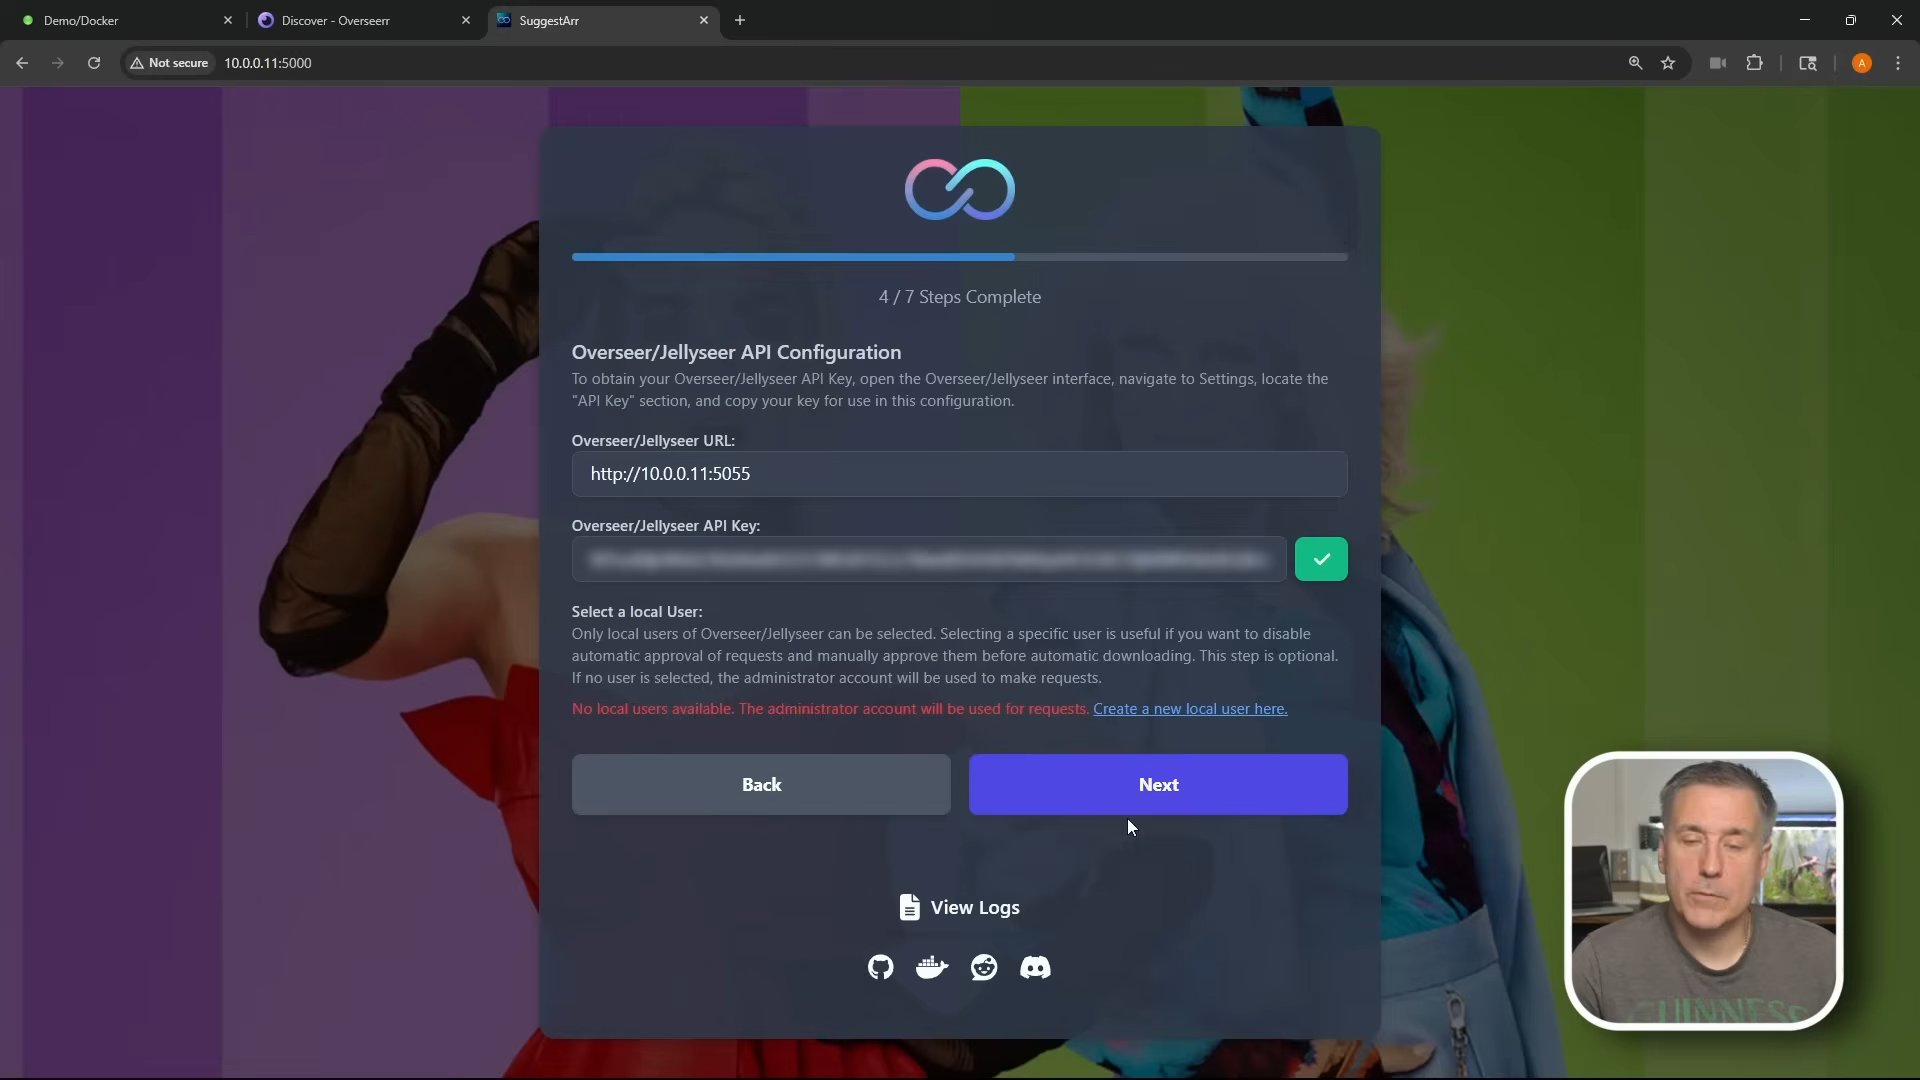 Demo/Docker
Discover - Overseerr
SuggestArr
Not secure
10.0.0.11:5000
A
4 / 7 Steps Complete
Overseer/Jellyseer API Configuration
To obtain your Overseer/Jellyseer API Key, open the Overseer/Jellyseer interface, navigate to Settings, locate the
"API Key" section, and copy your key for use in this configuration.
Overseer/Jellyseer URL:
http://10.0.0.11:5055
Overseer/Jellyseer API Key:
Select a local User:
Only local users of Overseer/Jellyseer can be selected. Selecting a specific user is useful if you want to disable
automatic approval of requests and manually approve them before automatic downloading. This step is optional.
If no user is selected, the administrator account will be used to make requests.
No local users available. The administrator account will be used for requests. Create a new local user here.
Back
Next
View Logs
GUINNESS